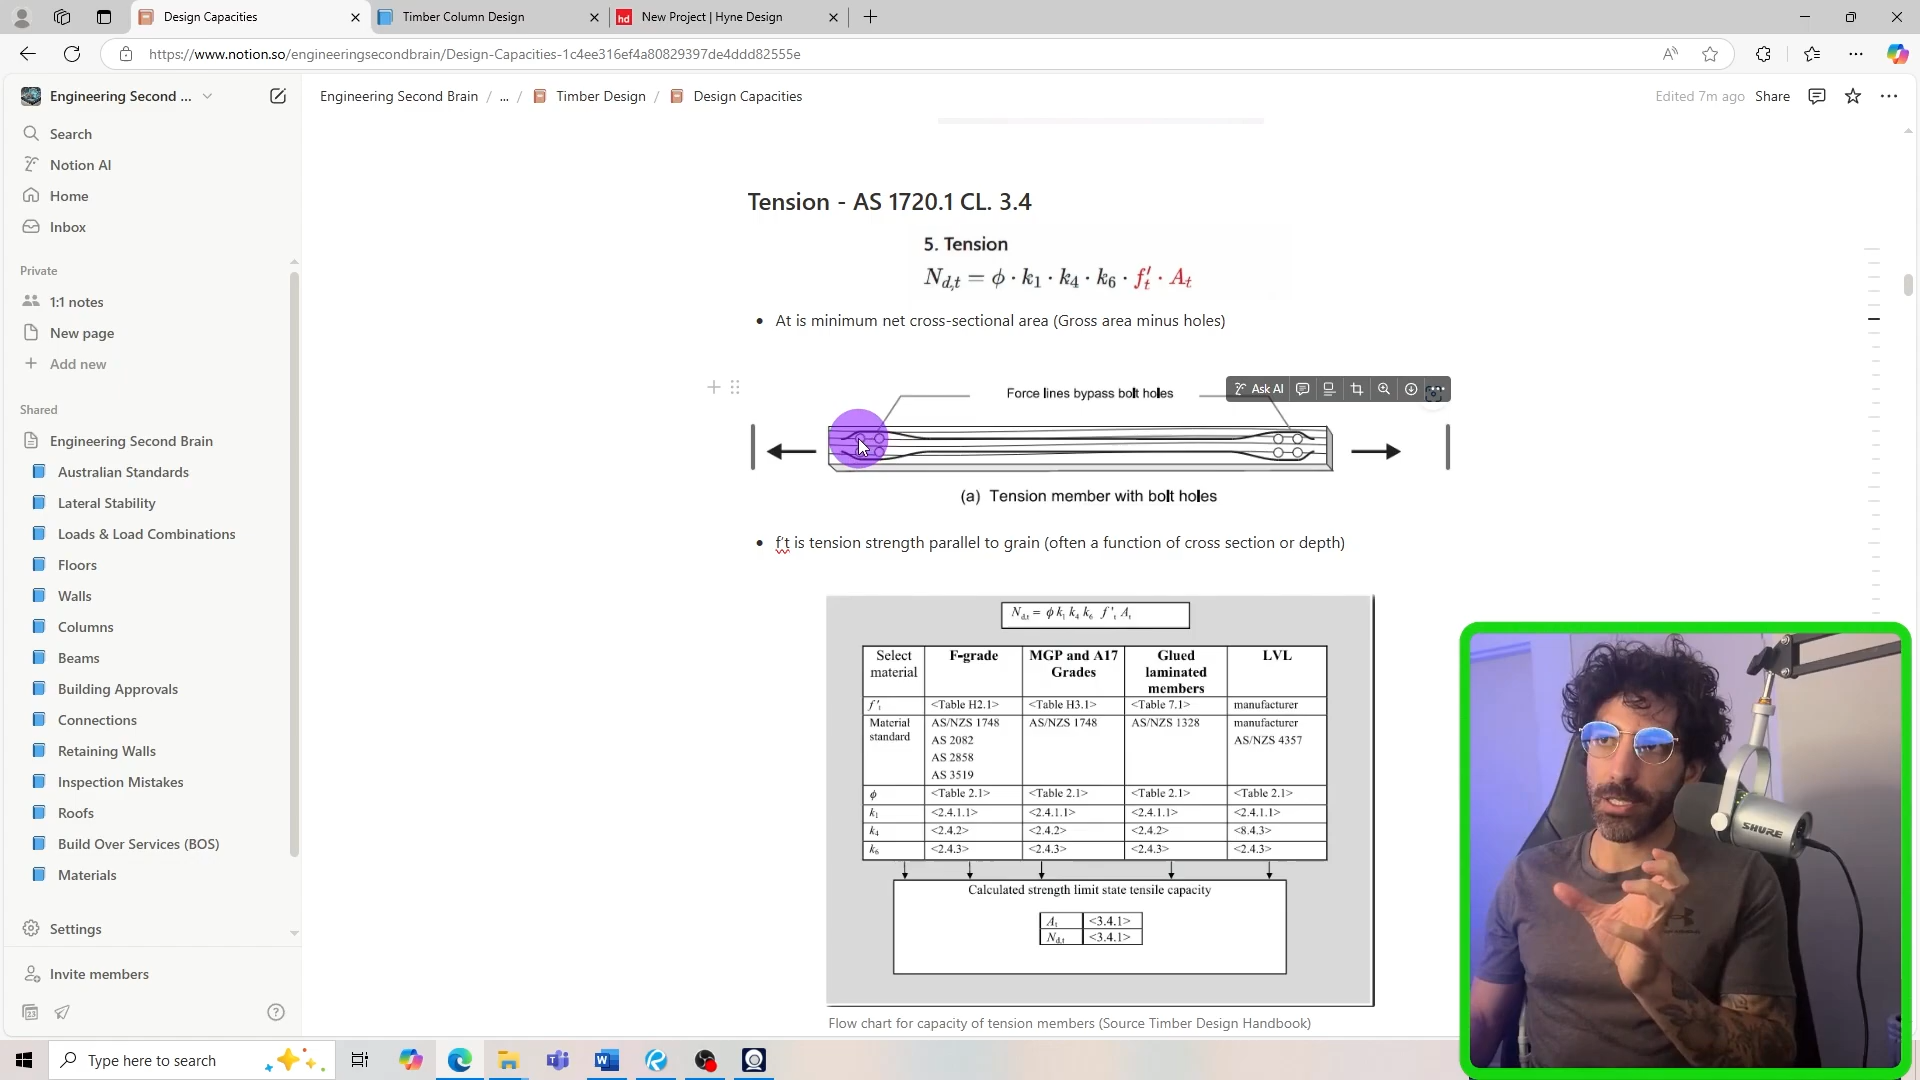 Design Capacities
Timber Column Design
hd New Project | Hyne Design
https://www.notion.so/engineeringsecondbrain/Design-Capacities-1c4ee316ef4a80829397de4ddd82555e
Engineering Second ...
Engineering Second Brain / ... / Timber Design / Design Capacities
Edited 7m ago Share
Search
Notion AI
Home
Inbox
Private
1:1 notes
New page
Add new
Shared
Engineering Second Brain
Australian Standards
Lateral Stability
Loads & Load Combinations
Floors
Walls
Columns
Beams
Building Approvals
Connections
Retaining Walls
Inspection Mistakes
Roofs
Build Over Services (BOS)
Materials
Settings
Invite members
23
Tension - AS 1720.1 CL. 3.4
5. Tension
N_{d,t} = ϕ · k_1 · k_4 · k_6 · f'_t · A_t
• At is minimum net cross-sectional area (Gross area minus holes)
Ask AI
Force lines bypass bolt holes
(a) Tension member with bolt holes
• f't is tension strength parallel to grain (often a function of cross section or depth)
N_{d,t} = ϕ k_1 k_4 k_6 f'_t A_t
Select material F-grade MGP and A17 Grades Glued laminated members LVL
f'_t <Table H2.1> <Table H3.1> <Table 7.1> manufacturer
Material standard AS/NZS 1748 AS/NZS 1748 AS/NZS 1328 manufacturer
AS 2082 AS/NZS 4357
AS 2858
AS 3519
ϕ <Table 2.1> <Table 2.1> <Table 2.1> <Table 2.1>
k_1 <2.4.1.1> <2.4.1.1> <2.4.1.1> <2.4.1.1>
k_4 <2.4.2> <2.4.2> <2.4.2> <8.4.3>
k_6 <2.4.3> <2.4.3> <2.4.3> <2.4.3>
Calculated strength limit state tensile capacity
A_t <3.4.1>
N_{d,t} <3.4.1>
Flow chart for capacity of tension members (Source Timber Design Handbook)
SHURE
Type here to search